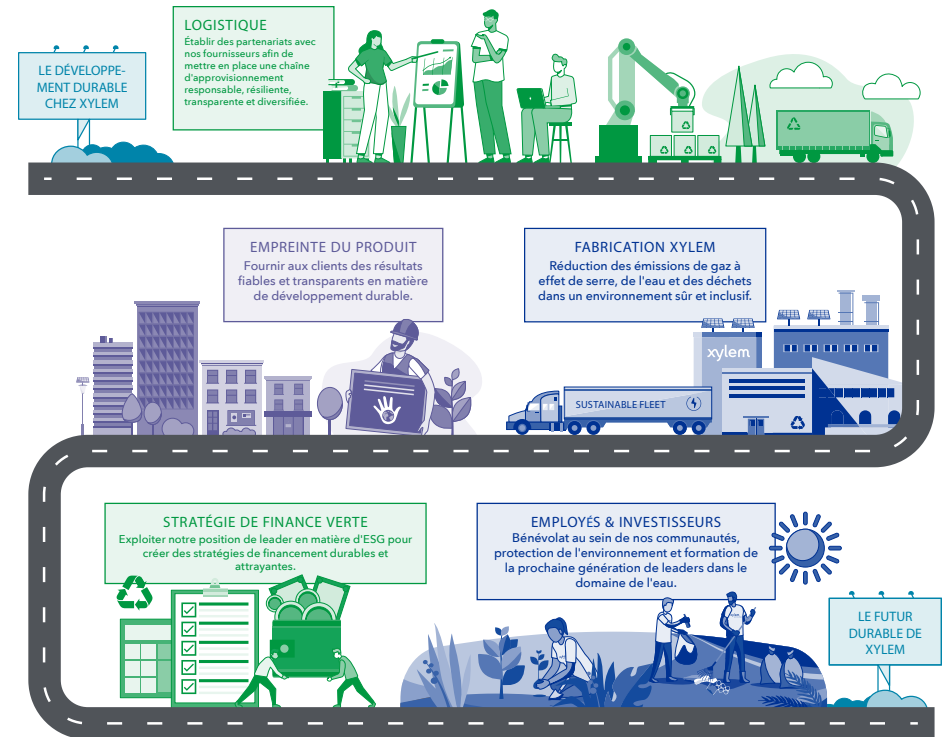 LE DÉVELOPPE-
MENT DURABLE
CHEZ XYLEM
LOGISTIQUE
Établir des partenariats avec
nos fournisseurs afin de
mettre en place une chaîne
d'approvisionnement
responsable, résiliente,
transparente et diversifiée.
EMPREINTE DU PRODUIT
Fournir aux clients des résultats
fiables et transparents en matière
de développement durable.
FABRICATION XYLEM
Réduction des émissions de gaz à
effet de serre, de l'eau et des déchets
dans un environnement sûr et inclusif.
xylem
SUSTAINABLE FLEET
STRATÉGIE DE FINANCE VERTE
Exploiter notre position de leader en matière d'ESG pour
créer des stratégies de financement durables et
attrayantes.
EMPLOYÉS & INVESTISSEURS
Bénévolat au sein de nos communautés,
protection de l'environnement et formation de
la prochaine génération de leaders dans le
domaine de l'eau.
LE FUTUR
DURABLE DE
XYLEM